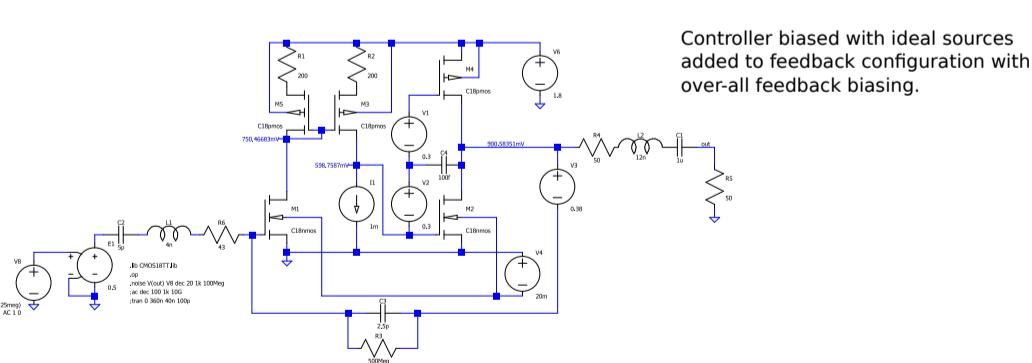 Controller biased with ideal sources
added to feedback configuration with
over-all feedback biasing.
R1
200
R2
200
M4
V6
1.8
M5
M3
C18pmos
C18pmos
C18pmos
V1
0.3
750.46683mV
598.7587mV
900.58351mV
C4
100f
R4
50
L2
12n
C1
1u
out
R5
50
V3
0.38
I1
1m
V2
0.3
M1
C18nmos
M2
C18nmos
C2
5p
L1
4n
R6
43
E1
0.5
V8
25meg)
AC 1 0
V4
20m
.lib CMOS18TT.lib
.op
;noise V(out) V8 dec 20 1k 100Meg
;ac dec 100 1k 10G
;tran 0 360n 40n 100p
2.5p
R3
500Meg